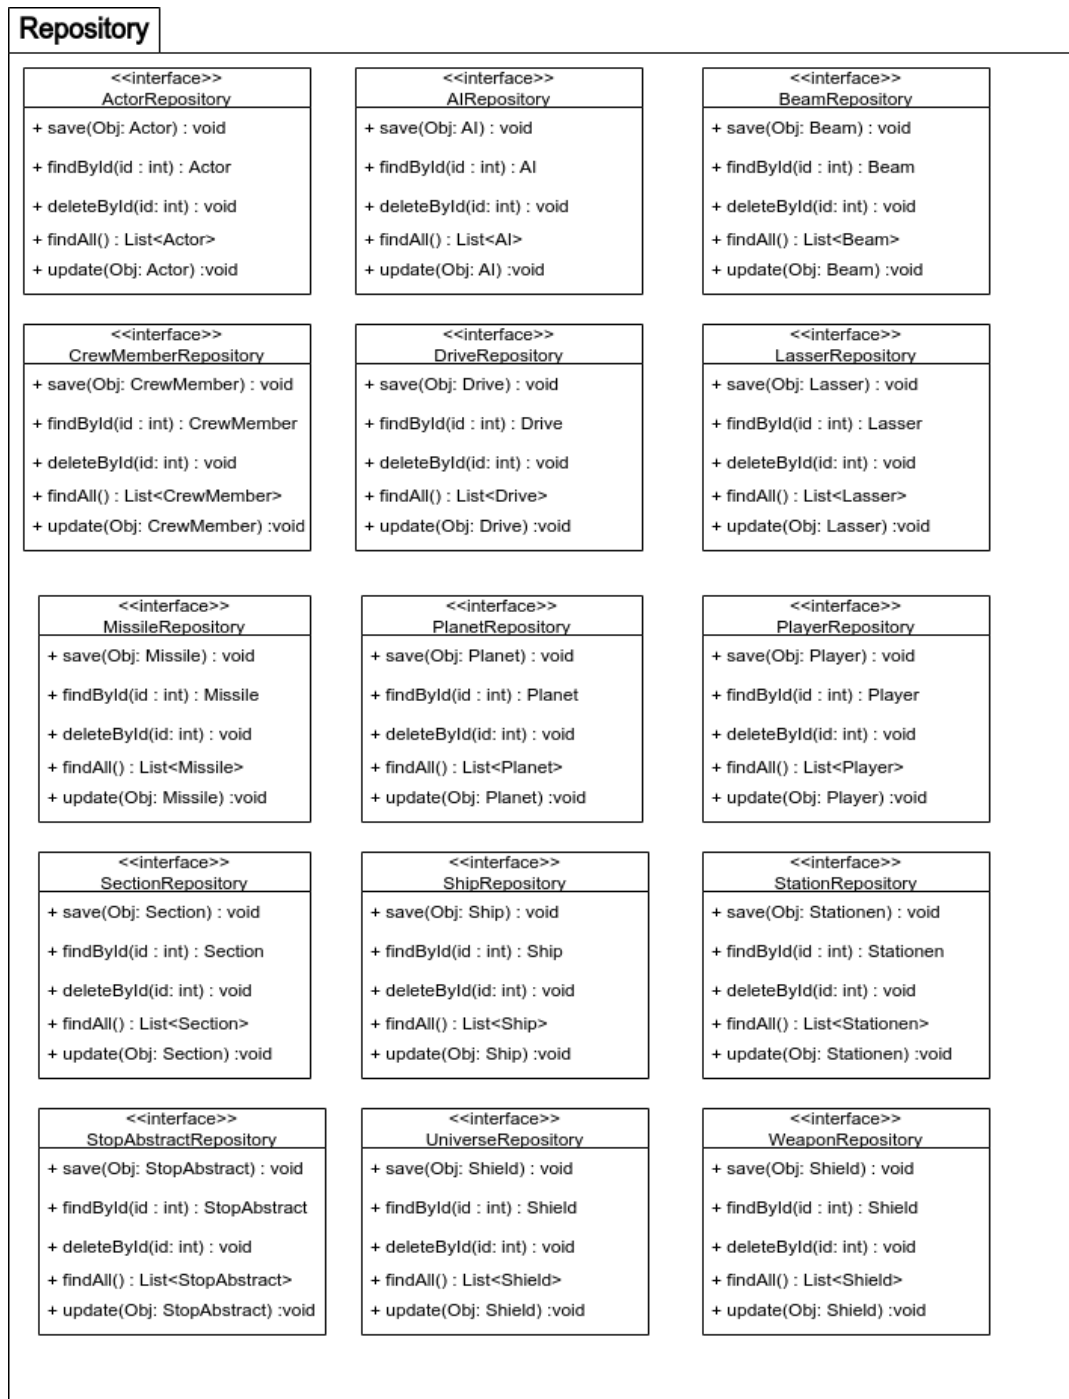 Repository
<<interface>>
ActorRepository
+ save(Obj: Actor) : void
+ findById(id : int) : Actor
+ deleteById(id: int) : void
+ findAll() : List<Actor>
+ update(Obj: Actor) :void
<<interface>>
AIRepository
+ save(Obj: AI) : void
+ findById(id : int) : AI
+ deleteById(id: int) : void
+ findAll() : List<AI>
+ update(Obj: AI) :void
<<interface>>
BeamRepository
+ save(Obj: Beam) : void
+ findById(id : int) : Beam
+ deleteById(id: int) : void
+ findAll() : List<Beam>
+ update(Obj: Beam) :void
<<interface>>
CrewMemberRepository
+ save(Obj: CrewMember) : void
+ findById(id : int) : CrewMember
+ deleteById(id: int) : void
+ findAll() : List<CrewMember>
+ update(Obj: CrewMember) :void
<<interface>>
DriveRepository
+ save(Obj: Drive) : void
+ findById(id : int) : Drive
+ deleteById(id: int) : void
+ findAll() : List<Drive>
+ update(Obj: Drive) :void
<<interface>>
LasserRepository
+ save(Obj: Lasser) : void
+ findById(id : int) : Lasser
+ deleteById(id: int) : void
+ findAll() : List<Lasser>
+ update(Obj: Lasser) :void
<<interface>>
MissileRepository
+ save(Obj: Missile) : void
+ findById(id : int) : Missile
+ deleteById(id: int) : void
+ findAll() : List<Missile>
+ update(Obj: Missile) :void
<<interface>>
PlanetRepository
+ save(Obj: Planet) : void
+ findById(id : int) : Planet
+ deleteById(id: int) : void
+ findAll() : List<Planet>
+ update(Obj: Planet) :void
<<interface>>
PlayerRepository
+ save(Obj: Player) : void
+ findById(id : int) : Player
+ deleteById(id: int) : void
+ findAll() : List<Player>
+ update(Obj: Player) :void
<<interface>>
SectionRepository
+ save(Obj: Section) : void
+ findById(id : int) : Section
+ deleteById(id: int) : void
+ findAll() : List<Section>
+ update(Obj: Section) :void
<<interface>>
ShipRepository
+ save(Obj: Ship) : void
+ findById(id : int) : Ship
+ deleteById(id: int) : void
+ findAll() : List<Ship>
+ update(Obj: Ship) :void
<<interface>>
StationRepository
+ save(Obj: Stationen) : void
+ findById(id : int) : Stationen
+ deleteById(id: int) : void
+ findAll() : List<Stationen>
+ update(Obj: Stationen) :void
<<interface>>
StopAbstractRepository
+ save(Obj: StopAbstract) : void
+ findById(id : int) : StopAbstract
+ deleteById(id: int) : void
+ findAll() : List<StopAbstract>
+ update(Obj: StopAbstract) :void
<<interface>>
UniverseRepository
+ save(Obj: Shield) : void
+ findById(id : int) : Shield
+ deleteById(id: int) : void
+ findAll() : List<Shield>
+ update(Obj: Shield) :void
<<interface>>
WeaponRepository
+ save(Obj: Shield) : void
+ findById(id : int) : Shield
+ deleteById(id: int) : void
+ findAll() : List<Shield>
+ update(Obj: Shield) :void